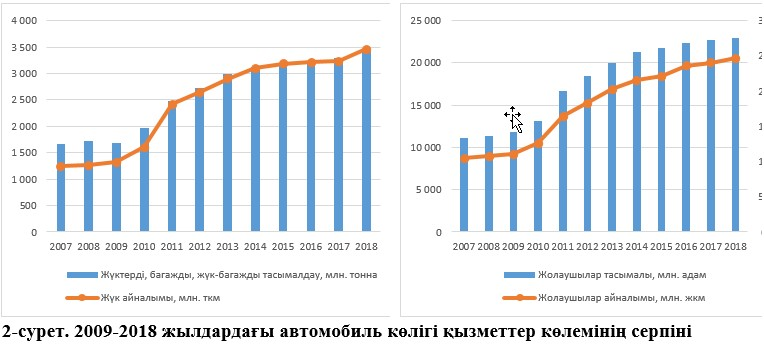 4 000
3 500
3 000
2 500
2 000
1 500
1 000
500
0
2007 2008 2009 2010 2011 2012 2013 2014 2015 2016 2017 2018
Жүктерді, бағажды, жүк-бағажды тасымалдау, млн. тонна
Жүк айналымы, млн. ткм
25 000
20 000
15 000
10 000
5 000
0
2007 2008 2009 2010 2011 2012 2013 2014 2015 2016 2017 2018
Жолаушылар тасымалы, млн. адам
Жолаушылар айналымы, млн. жкм
2-сурет. 2009-2018 жылдардағы автомобиль көлігі қызметтер көлемінің серпіні